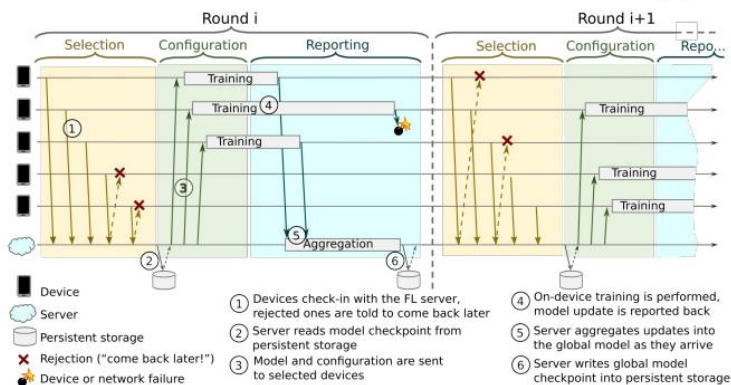 Round i
Round i+1
Selection
Configuration
Reporting
Selection
Configuration
Repo...
Training
Training
4
Training
Training
1
Training
3
Training
5
Aggregation
2
6
Device
Server
Persistent storage
Rejection ("come back later!")
Device or network failure
1 Devices check-in with the FL server,
rejected ones are told to come back later
2 Server reads model checkpoint from
persistent storage
3 Model and configuration are sent
to selected devices
4 On-device training is performed,
model update is reported back
5 Server aggregates updates into
the global model as they arrive
6 Server writes global model
checkpoint into persistent storage